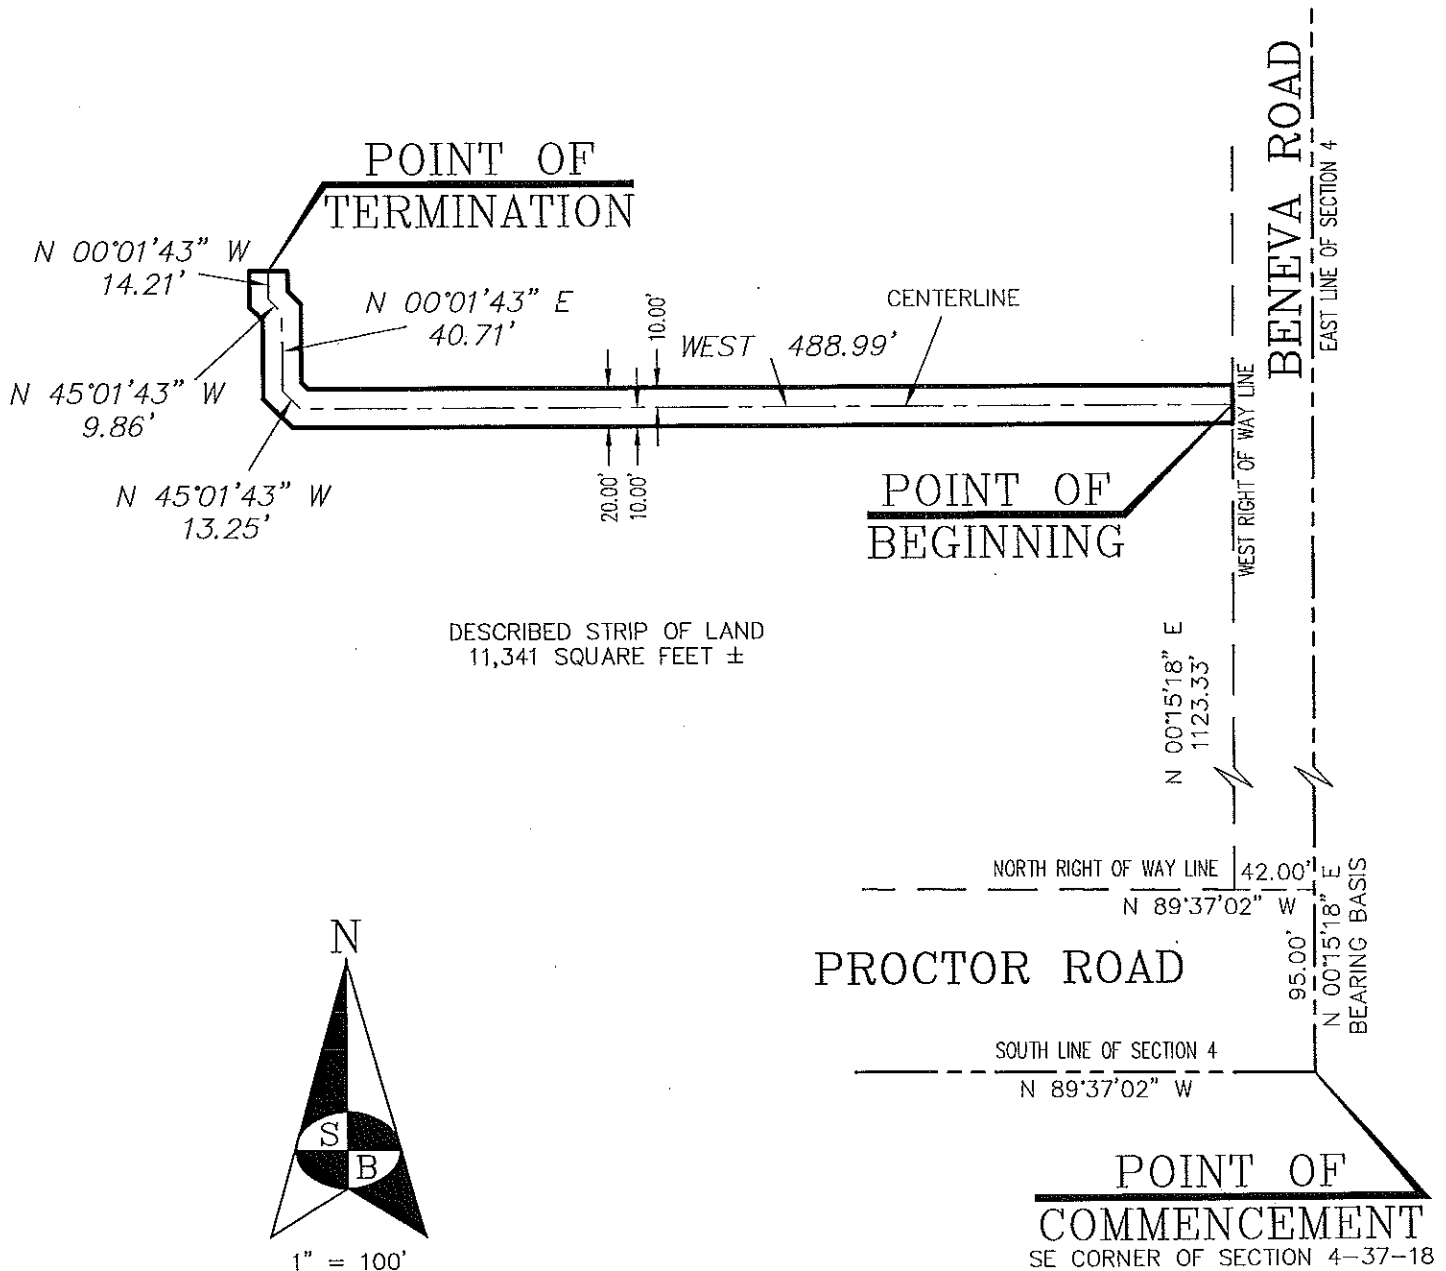 BENEVA ROAD
EAST LINE OF SECTION 4
POINT OF
TERMINATION
N 00°01'43" W
14.21'
N 00°01'43" E
40.71'
10.00'
CENTERLINE
WEST 488.99'
N 45°01'43" W
9.86'
WEST RIGHT OF WAY LINE
N 45°01'43" W
13.25'
20.00'
10.00'
POINT OF
BEGINNING
DESCRIBED STRIP OF LAND
11,341 SQUARE FEET ±
N 00°15'18" E
1123.33'
NORTH RIGHT OF WAY LINE
42.00'
N 89°37'02" W
PROCTOR ROAD
95.00'
N 00°15'18" E
BEARING BASIS
SOUTH LINE OF SECTION 4
N 89°37'02" W
N
S
B
1" = 100'
POINT OF
COMMENCEMENT
SE CORNER OF SECTION 4-37-18